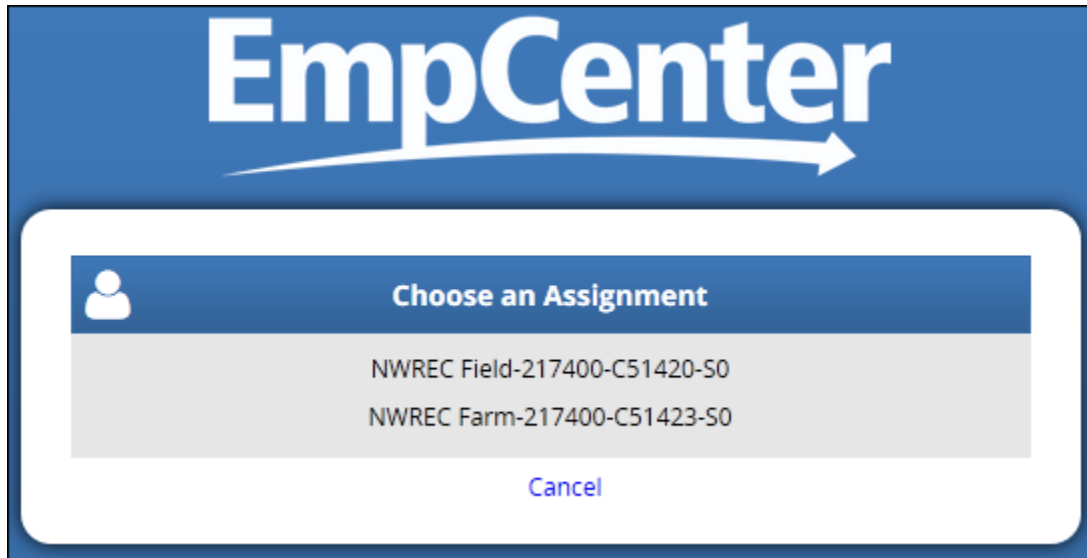 EmpCenter
Choose an Assignment
NWREC Field-217400-C51420-S0
NWREC Farm-217400-C51423-S0
Cancel